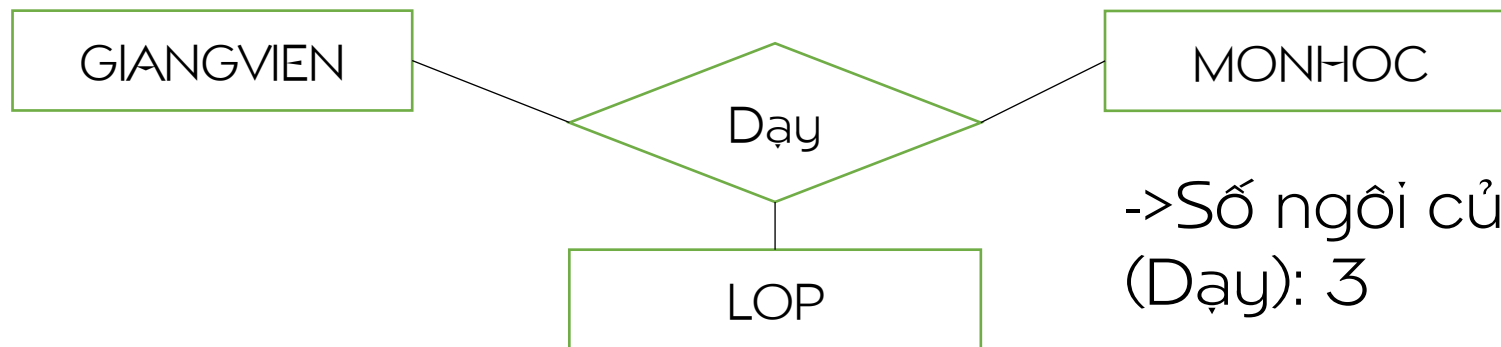 GIANGVIEN
MONHOC
Dạy
->Số ngôi củ
(Dạy): 3
LOP